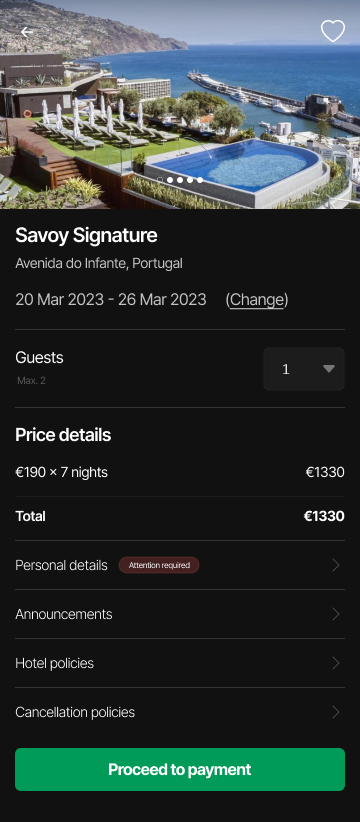 Savoy Signature
Avenida do Infante, Portugal
20 Mar 2023 - 26 Mar 2023 (Change)
Guests
Max. 2
1
Price details
€190 × 7 nights €1330
Total €1330
Personal details Attention required
Announcements
Hotel policies
Cancellation policies
Proceed to payment